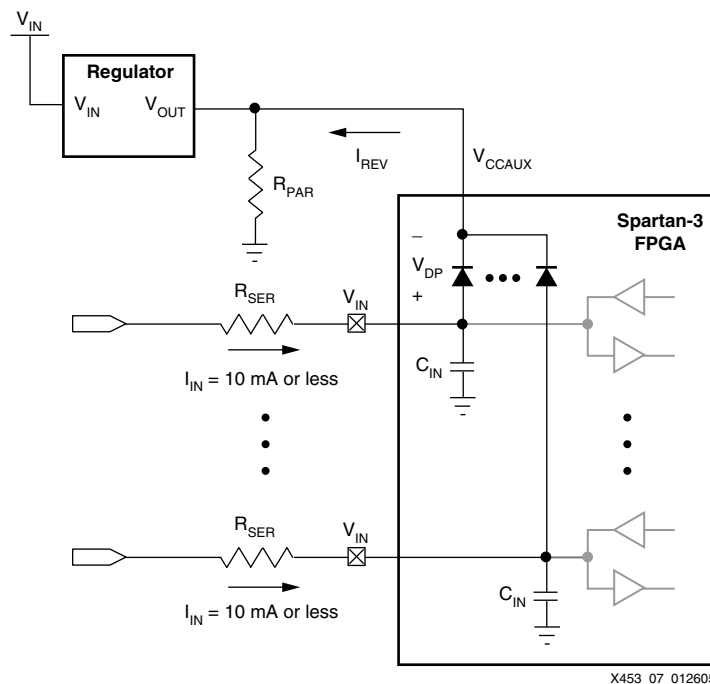 V_IN
Regulator
V_IN V_OUT
I_REV
V_CCAUX
R_PAR
Spartan-3
FPGA
–
V_DP
+
R_SER
V_IN
I_IN = 10 mA or less
C_IN
R_SER
V_IN
I_IN = 10 mA or less
C_IN
X453_07_012605